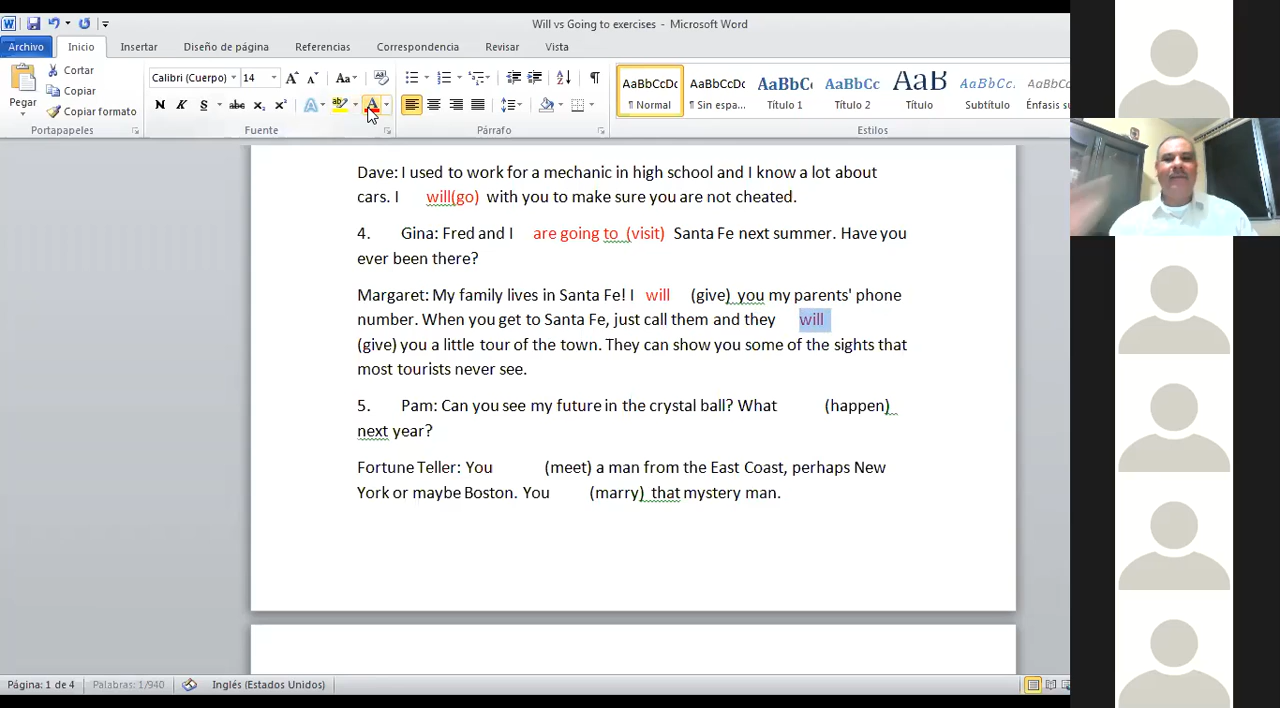 Will vs Going to exercises - Microsoft Word
Archivo Inicio Insertar Diseño de página Referencias Correspondencia Revisar Vista
Pegar
Cortar
Copiar
Copiar formato
Portapapeles
Calibri (Cuerpo) 14
Fuente
Párrafo
AaBbCcDc AaBbCcDc AaBbC AaBbCc AaB AaBbCc AaBbCcD
¶ Normal ¶ Sin espa... Título 1 Título 2 Título Subtítulo Énfasis su
Estilos
Dave: I used to work for a mechanic in high school and I know a lot about
cars. I will(go) with you to make sure you are not cheated.
4. Gina: Fred and I are going to (visit) Santa Fe next summer. Have you
ever been there?
Margaret: My family lives in Santa Fe! I will (give) you my parents' phone
number. When you get to Santa Fe, just call them and they will
(give) you a little tour of the town. They can show you some of the sights that
most tourists never see.
5. Pam: Can you see my future in the crystal ball? What (happen)
next year?
Fortune Teller: You (meet) a man from the East Coast, perhaps New
York or maybe Boston. You (marry) that mystery man.
Página: 1 de 4 Palabras: 1/940 Inglés (Estados Unidos)